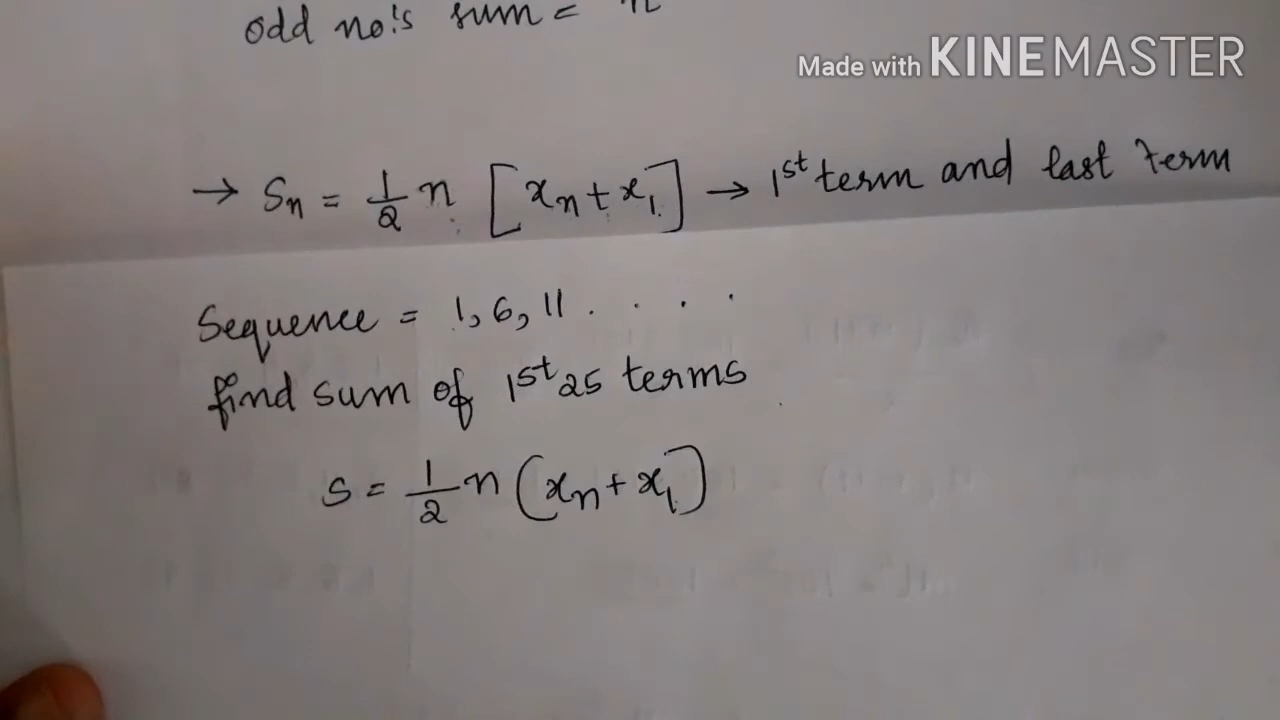 odd no!s sum =
Made with KINEMASTER
→ Sn = 1/2 n [xn + x1] → 1st term and last term
Sequence = 1, 6, 11 . . . .
find sum of 1st 25 terms
S = 1/2 n (xn + x1)